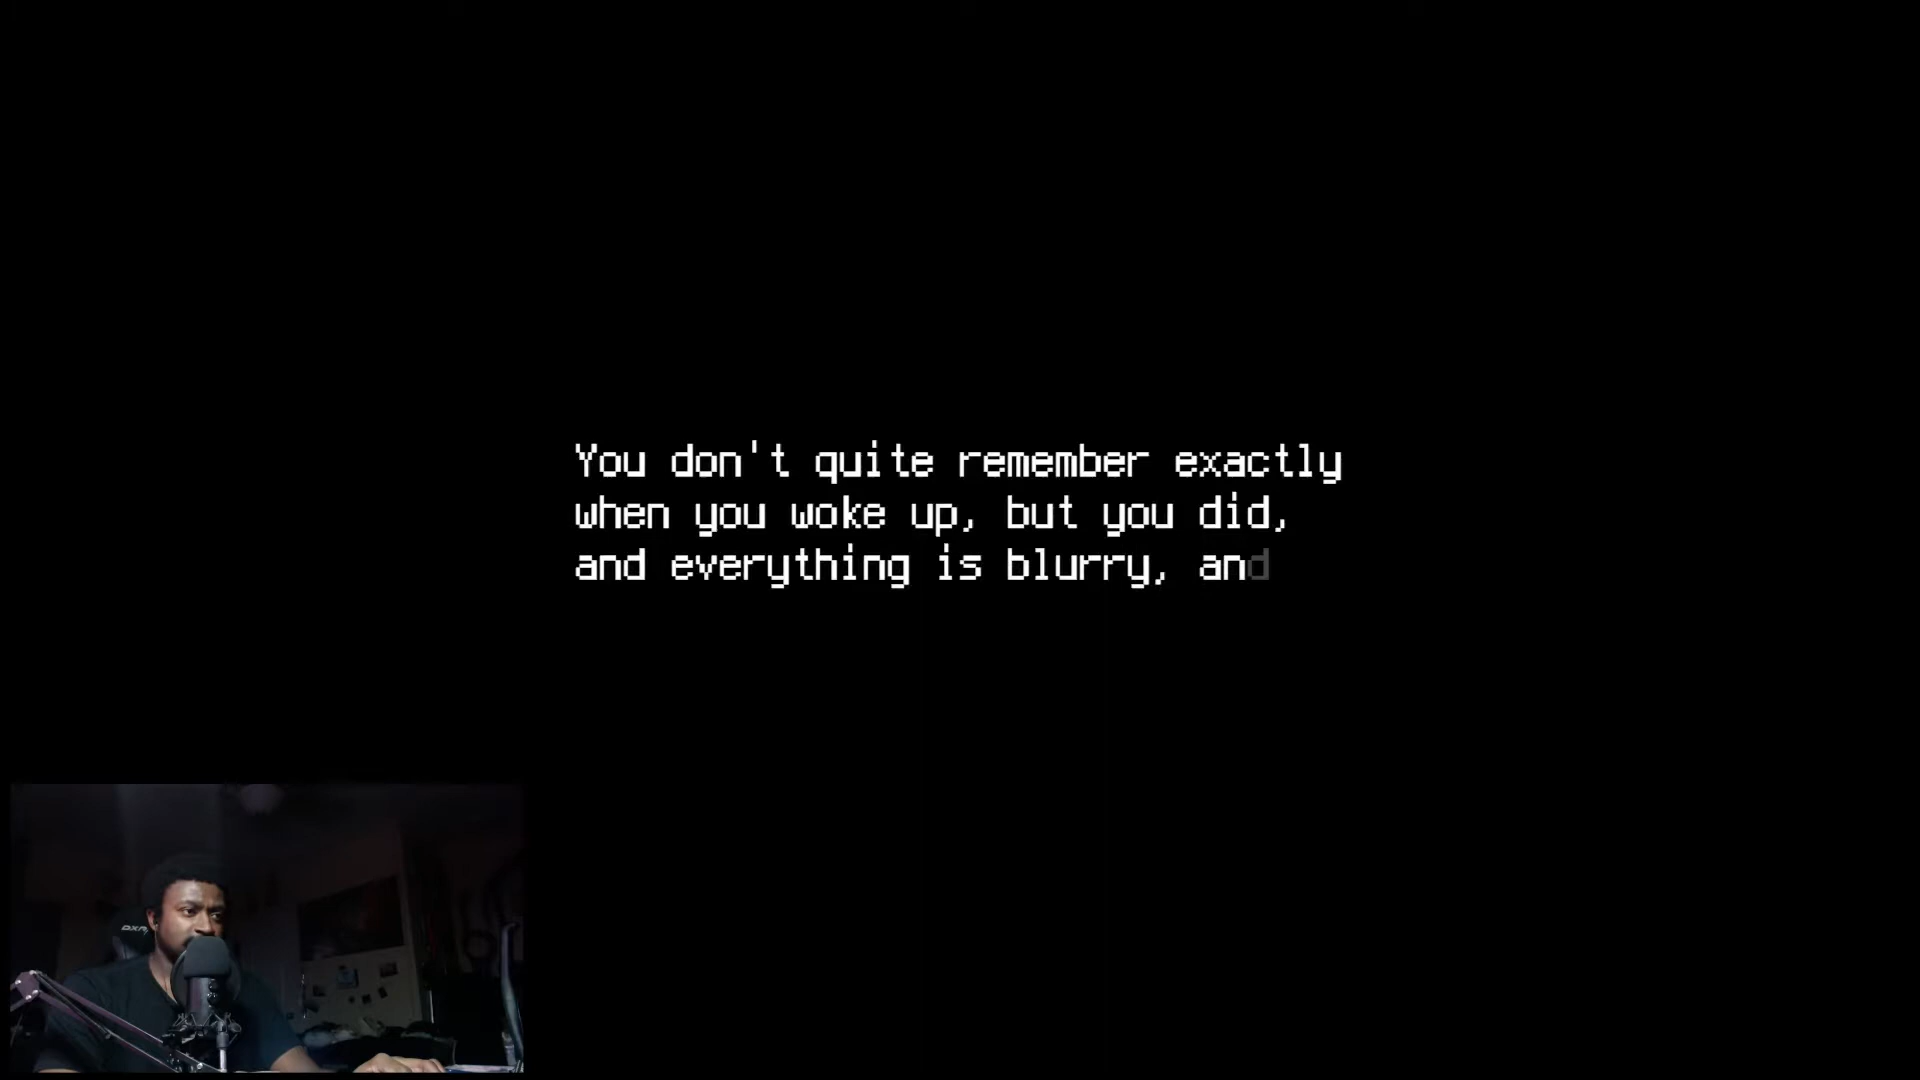 You don't quite remember exactly
when you woke up, but you did,
and everything is blurry, and